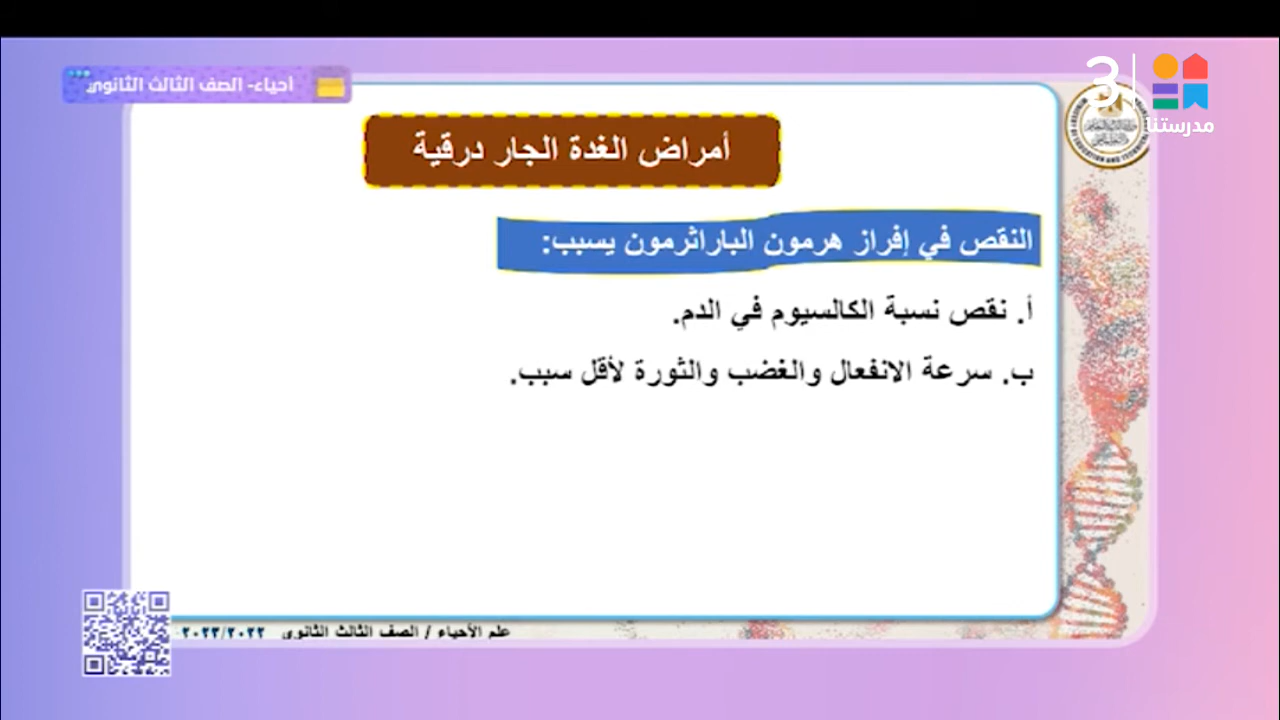 أحياء- الصف الثالث الثانوي
3
مدرستنا
أمراض الغدة الجار درقية
النقص في إفراز هرمون الباراثرمون يسبب:
أ. نقص نسبة الكالسيوم في الدم.
ب. سرعة الانفعال والغضب والثورة لأقل سبب.
علم الأحياء / الصف الثالث الثانوي ٢٠٢٣/٢٠٢٢